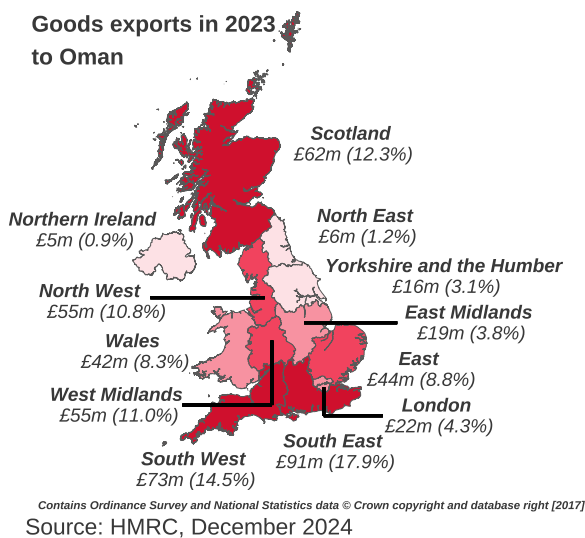 Goods exports in 2023
to Oman
Scotland
£62m (12.3%)
Northern Ireland
£5m (0.9%)
North East
£6m (1.2%)
Yorkshire and the Humber
£16m (3.1%)
North West
£55m (10.8%)
East Midlands
£19m (3.8%)
Wales
£42m (8.3%)
East
£44m (8.8%)
West Midlands
£55m (11.0%)
London
£22m (4.3%)
South East
£91m (17.9%)
South West
£73m (14.5%)
Contains Ordinance Survey and National Statistics data © Crown copyright and database right [2017]
Source: HMRC, December 2024